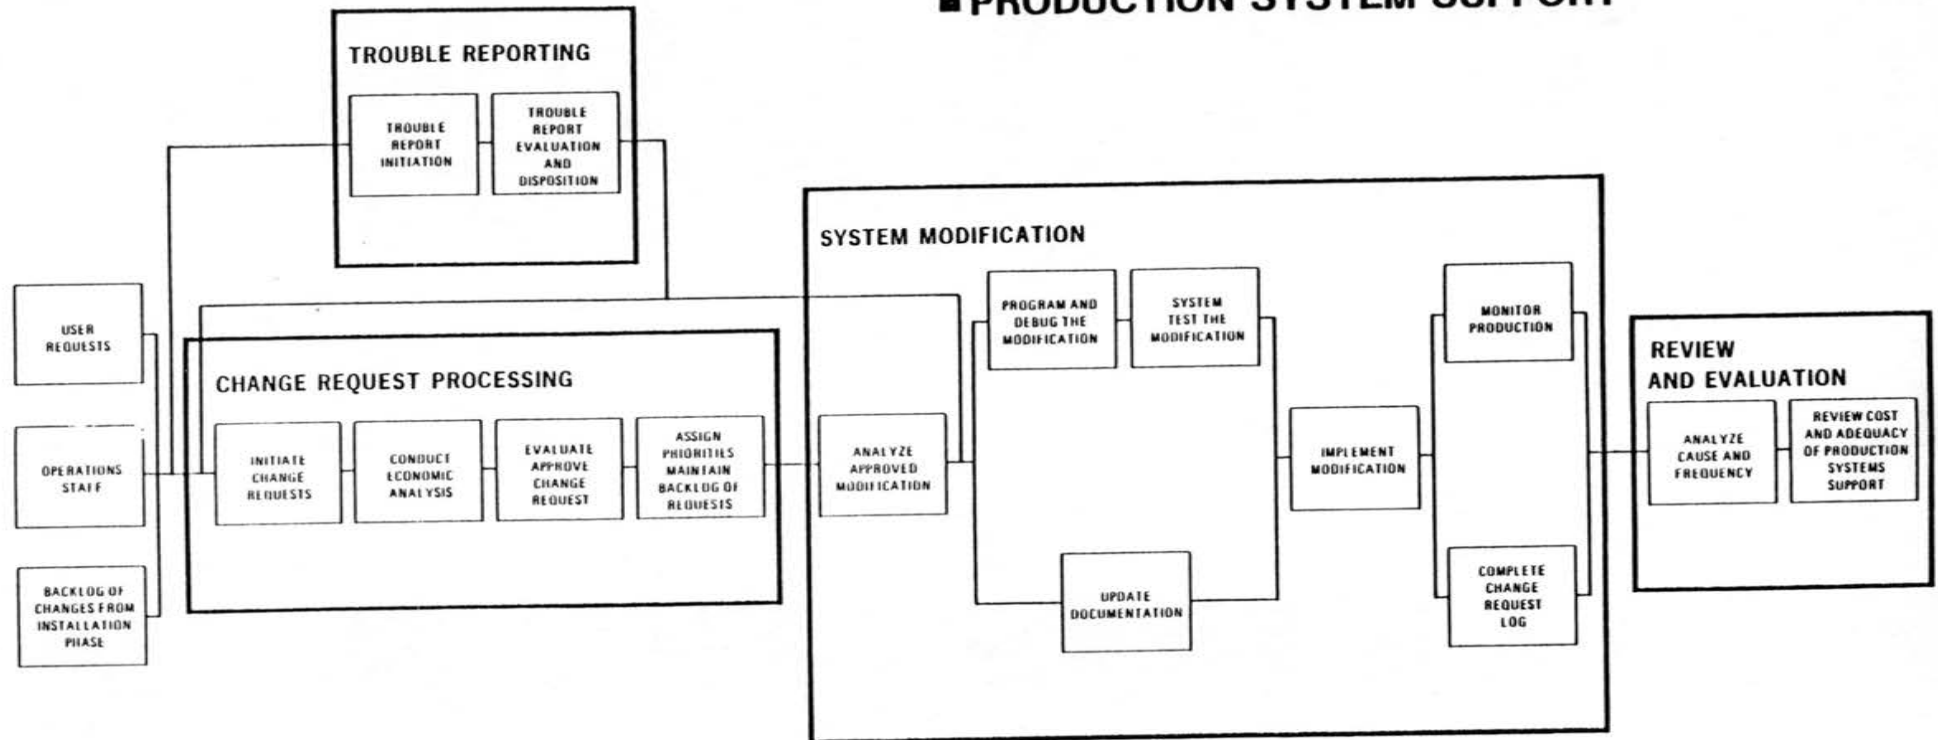 PRODUCTION SYSTEM SUPPORT
TROUBLE REPORTING
TROUBLE
REPORT
INITIATION
TROUBLE
REPORT
EVALUATION
AND
DISPOSITION
USER
REQUESTS
OPERATIONS
STAFF
BACKLOG OF
CHANGES FROM
INSTALLATION
PHASE
CHANGE REQUEST PROCESSING
INITIATE
CHANGE
REQUESTS
CONDUCT
ECONOMIC
ANALYSIS
EVALUATE
APPROVE
CHANGE
REQUEST
ASSIGN
PRIORITIES
MAINTAIN
BACKLOG OF
REQUESTS
SYSTEM MODIFICATION
ANALYZE
APPROVED
MODIFICATION
PROGRAM AND
DEBUG THE
MODIFICATION
SYSTEM
TEST THE
MODIFICATION
UPDATE
DOCUMENTATION
IMPLEMENT
MODIFICATION
MONITOR
PRODUCTION
COMPLETE
CHANGE
REQUEST
LOG
REVIEW
AND EVALUATION
ANALYZE
CAUSE AND
FREQUENCY
REVIEW COST
AND ADEQUACY
OF PRODUCTION
SYSTEMS
SUPPORT